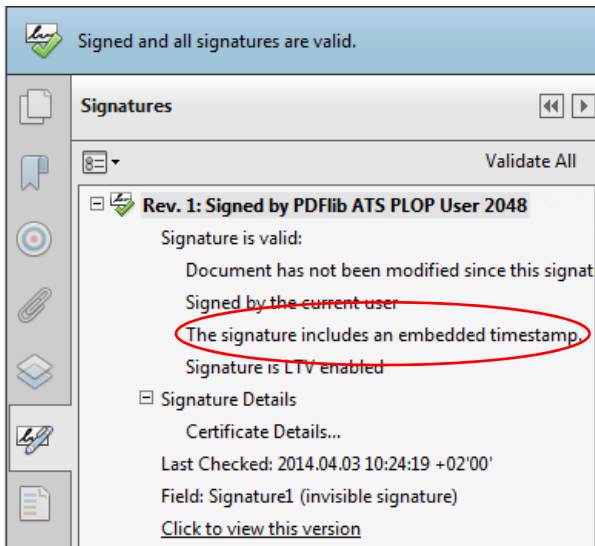 Signed and all signatures are valid.
Signatures
Validate All
Rev. 1: Signed by PDFlib ATS PLOP User 2048
Signature is valid:
Document has not been modified since this signat
Signed by the current user
The signature includes an embedded timestamp.
Signature is LTV enabled
Signature Details
Certificate Details...
Last Checked: 2014.04.03 10:24:19 +02'00'
Field: Signature1 (invisible signature)
Click to view this version